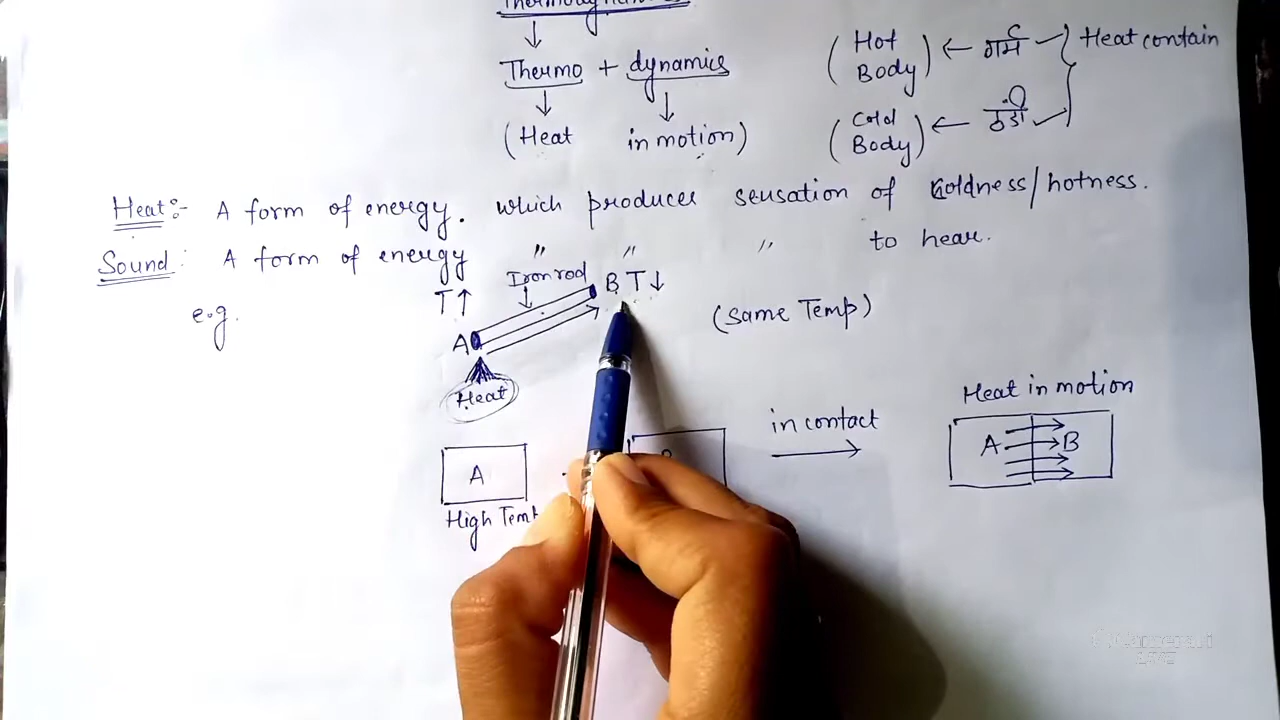 Thermodynamics
Thermo + dynamics
(Heat in motion)
(Hot Body) ← गर्म
(Cold Body) ←
Heat contain
Heat:- A form of energy. which produces sensation of coldness/hotness.
Sound: A form of energy " " " to hear.
e.g.
Iron rod
T↑
B T↓
A
(Same Temp)
Heat
in contact
Heat in motion
A
A B
High Temp